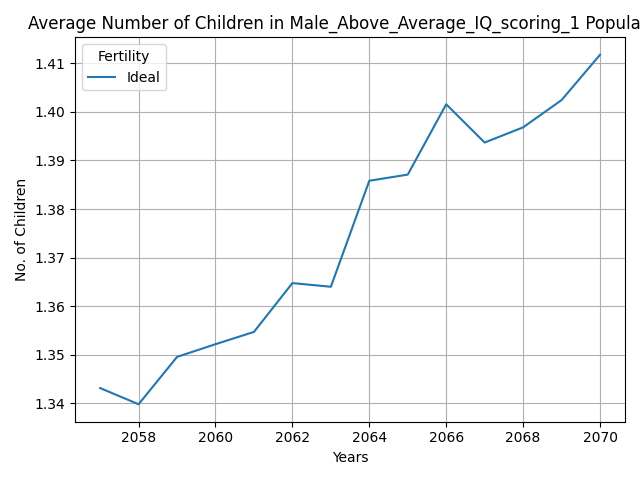 Average Number of Children in Male_Above_Average_IQ_scoring_1 Popula
Fertility
Ideal
1.41
1.40
1.39
1.38
1.37
1.36
1.35
1.34
No. of Children
2058 2060 2062 2064 2066 2068 2070
Years